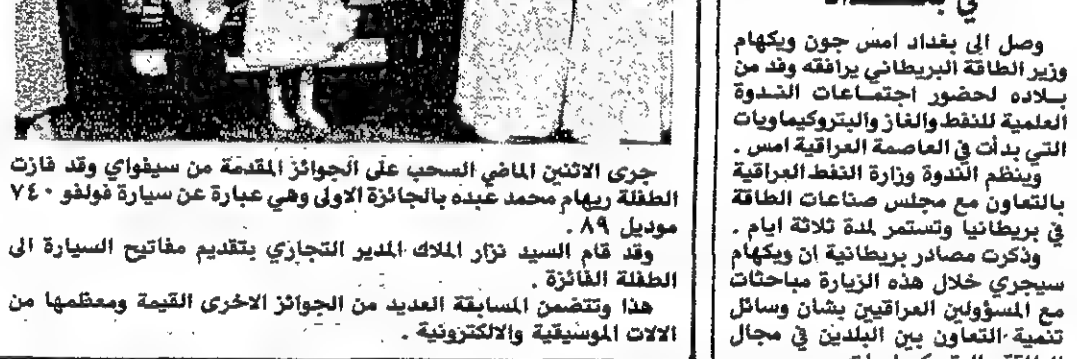 وصل الى بغداد امس جون ويكهام
وزير الطاقة البريطاني يرافقه وفد من
بلاده لحضور اجتماعات الندوة
العلمية للنفط والغاز والبتروكيماويات
التي بدأت في العاصمة العراقية امس .
وينظم الندوة وزارة النفط العراقية
بالتعاون مع مجلس صناعات الطاقة
في بريطانيا وتستمر لمدة ثلاثة ايام .
وذكرت مصادر بريطانية ان ويكهام
سيجري خلال هذه الزيارة مباحثات
مع المسؤولين العراقيين بشان وسائل
تنمية التعاون بين البلدين في مجال
جرى الاثنين الماضي السحب على الجوائز المقدمة من سيفواي وقد فازت
الطفلة ريهام محمد عبده بالجائزة الاولى وهي عبارة عن سيارة فولفو ٧٤٠
موديل ٨٩ .
وقد قام السيد نزار الملاك المدير التجاري بتقديم مفاتيح السيارة الى
الطفلة الفائزة .
هذا وتتضمن المسابقة العديد من الجوائز الاخرى القيمة ومعظمها من
الالات الموسيقية والالكترونية .